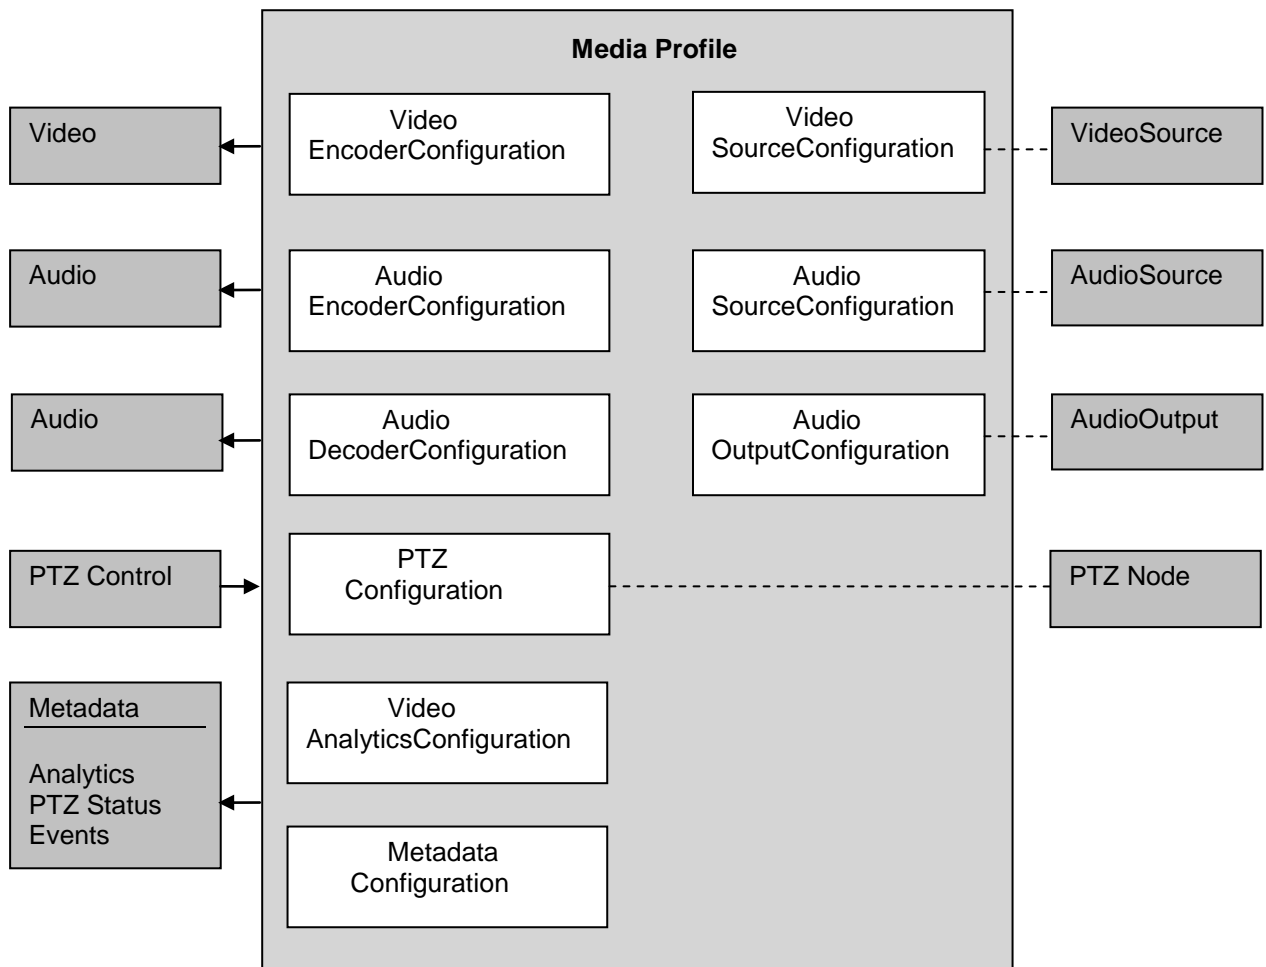 Media Profile
Video
Video
EncoderConfiguration
Video
SourceConfiguration
VideoSource
Audio
Audio
EncoderConfiguration
Audio
SourceConfiguration
AudioSource
Audio
Audio
DecoderConfiguration
Audio
OutputConfiguration
AudioOutput
PTZ Control
PTZ
Configuration
PTZ Node
Metadata
Analytics
PTZ Status
Events
Video
AnalyticsConfiguration
Metadata
Configuration